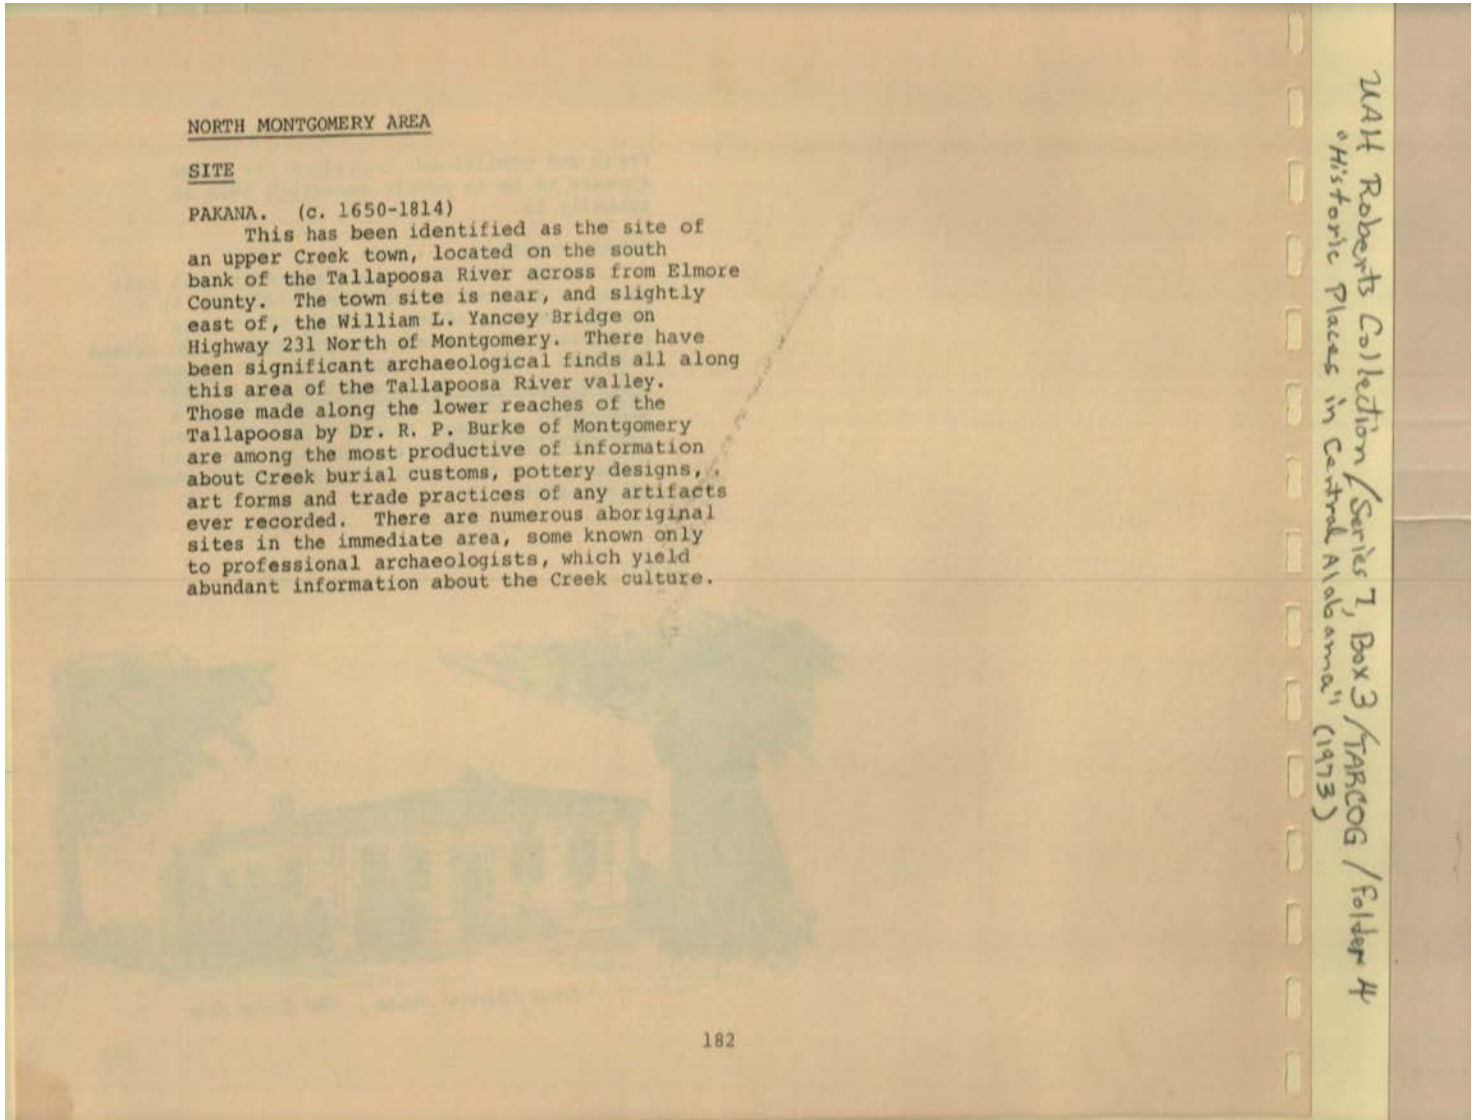 NORTH MONTGOMERY AREA
SITE
PAKANA. (c. 1650-1814)
This has been identified as the site of
an upper Creek town, located on the south
bank of the Tallapoosa River across from Elmore
County. The town site is near, and slightly
east of, the William L. Yancey Bridge on
Highway 231 North of Montgomery. There have
been significant archaeological finds all along
this area of the Tallapoosa River valley.
Those made along the lower reaches of the
Tallapoosa by Dr. R. P. Burke of Montgomery
are among the most productive of information
about Creek burial customs, pottery designs,
art forms and trade practices of any artifacts
ever recorded. There are numerous aboriginal
sites in the immediate area, some known only
to professional archaeologists, which yield
abundant information about the Creek culture.
182
UAH Roberts Collection/Series 7, Box 3/TARCOG/Folder 4
"Historic Places in Central Alabama" (1973)